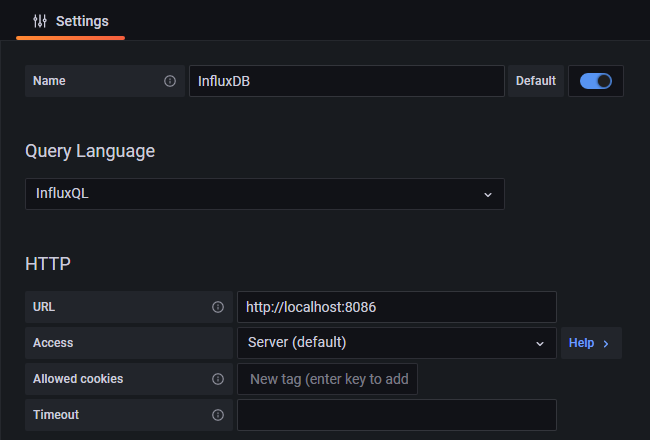 Settings
Name InfluxDB Default
Query Language
InfluxQL
HTTP
URL http://localhost:8086
Access Server (default) Help
Allowed cookies New tag (enter key to add
Timeout